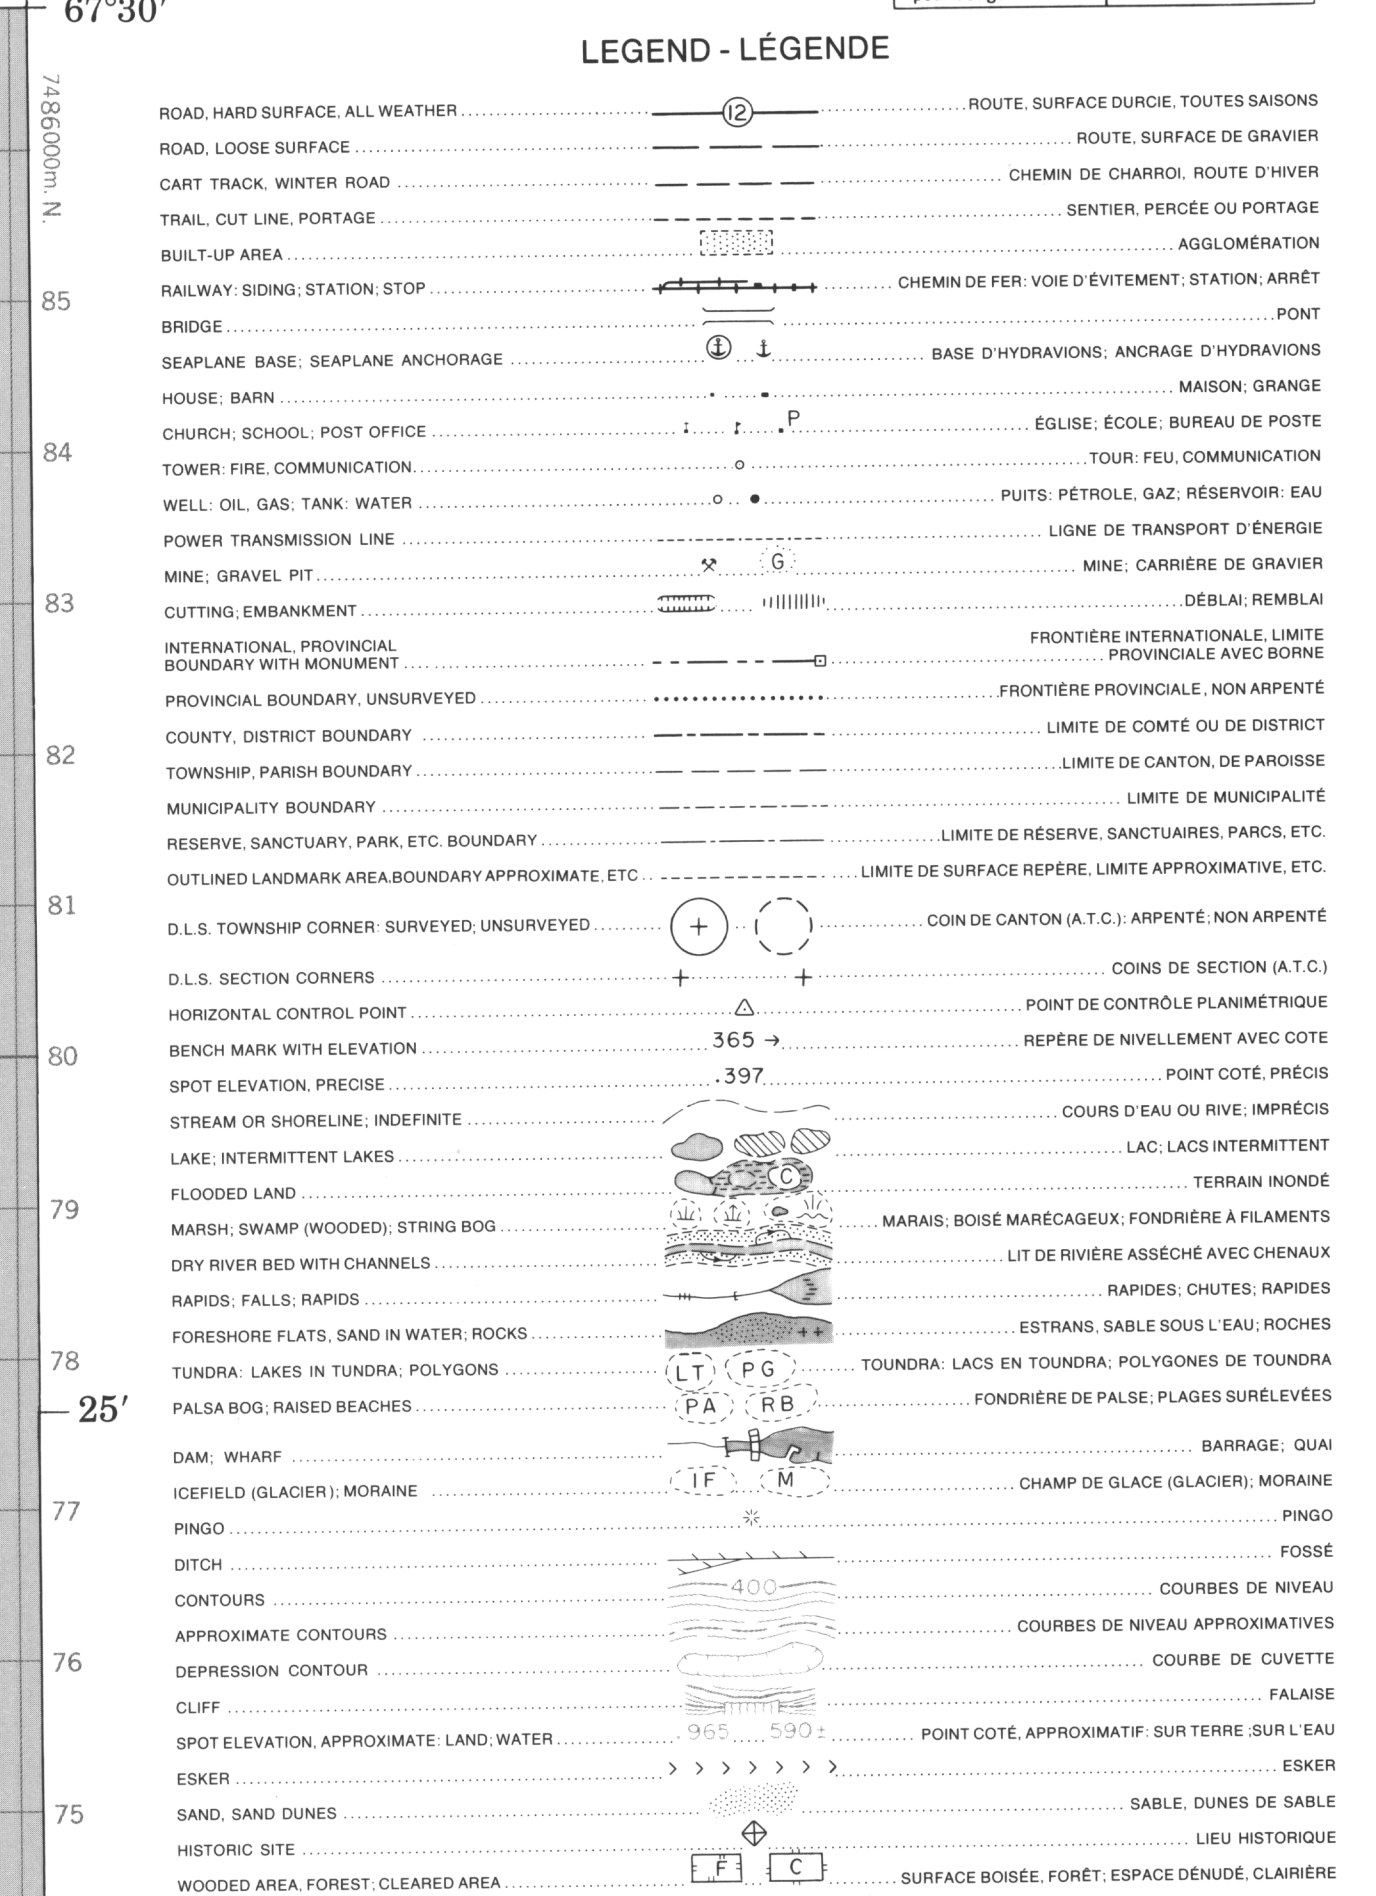 67°30′
LEGEND - LÉGENDE
7486000m. N.
ROAD, HARD SURFACE, ALL WEATHER 12 ROUTE, SURFACE DURCIE, TOUTES SAISONS
ROAD, LOOSE SURFACE ROUTE, SURFACE DE GRAVIER
CART TRACK, WINTER ROAD CHEMIN DE CHARROI, ROUTE D'HIVER
TRAIL, CUT LINE, PORTAGE SENTIER, PERCÉE OU PORTAGE
BUILT-UP AREA AGGLOMÉRATION
85 RAILWAY: SIDING; STATION; STOP CHEMIN DE FER: VOIE D'ÉVITEMENT; STATION; ARRÊT
BRIDGE PONT
SEAPLANE BASE; SEAPLANE ANCHORAGE BASE D'HYDRAVIONS; ANCRAGE D'HYDRAVIONS
HOUSE; BARN MAISON; GRANGE
CHURCH; SCHOOL; POST OFFICE P ÉGLISE; ÉCOLE; BUREAU DE POSTE
84
TOWER: FIRE, COMMUNICATION TOUR: FEU, COMMUNICATION
WELL: OIL, GAS; TANK: WATER PUITS: PÉTROLE, GAZ; RÉSERVOIR: EAU
POWER TRANSMISSION LINE LIGNE DE TRANSPORT D'ÉNERGIE
MINE; GRAVEL PIT G MINE; CARRIÈRE DE GRAVIER
83 CUTTING; EMBANKMENT DÉBLAI; REMBLAI
INTERNATIONAL, PROVINCIAL FRONTIÈRE INTERNATIONALE, LIMITE
BOUNDARY WITH MONUMENT PROVINCIALE AVEC BORNE
PROVINCIAL BOUNDARY, UNSURVEYED FRONTIÈRE PROVINCIALE, NON ARPENTÉ
COUNTY, DISTRICT BOUNDARY LIMITE DE COMTÉ OU DE DISTRICT
82
TOWNSHIP, PARISH BOUNDARY LIMITE DE CANTON, DE PAROISSE
MUNICIPALITY BOUNDARY LIMITE DE MUNICIPALITÉ
RESERVE, SANCTUARY, PARK, ETC. BOUNDARY LIMITE DE RÉSERVE, SANCTUAIRES, PARCS, ETC.
OUTLINED LANDMARK AREA, BOUNDARY APPROXIMATE, ETC LIMITE DE SURFACE REPÈRE, LIMITE APPROXIMATIVE, ETC.
81
D.L.S. TOWNSHIP CORNER: SURVEYED; UNSURVEYED COIN DE CANTON (A.T.C.): ARPENTÉ; NON ARPENTÉ
D.L.S. SECTION CORNERS COINS DE SECTION (A.T.C.)
HORIZONTAL CONTROL POINT POINT DE CONTRÔLE PLANIMÉTRIQUE
80 BENCH MARK WITH ELEVATION 365 → REPÈRE DE NIVELLEMENT AVEC COTE
SPOT ELEVATION, PRECISE .397 POINT COTÉ, PRÉCIS
STREAM OR SHORELINE; INDEFINITE COURS D'EAU OU RIVE; IMPRÉCIS
LAKE; INTERMITTENT LAKES LAC; LACS INTERMITTENT
FLOODED LAND C TERRAIN INONDÉ
79
MARSH; SWAMP (WOODED); STRING BOG MARAIS; BOISÉ MARÉCAGEUX; FONDRIÈRE À FILAMENTS
DRY RIVER BED WITH CHANNELS LIT DE RIVIÈRE ASSÉCHÉ AVEC CHENAUX
RAPIDS; FALLS; RAPIDS RAPIDES; CHUTES; RAPIDES
FORESHORE FLATS, SAND IN WATER; ROCKS ESTRANS, SABLE SOUS L'EAU; ROCHES
78 TUNDRA: LAKES IN TUNDRA; POLYGONS LT PG TOUNDRA: LACS EN TOUNDRA; POLYGONES DE TOUNDRA
25′ PALSA BOG; RAISED BEACHES PA RB FONDRIÈRE DE PALSE; PLAGES SURÉLEVÉES
DAM; WHARF BARRAGE; QUAI
ICEFIELD (GLACIER); MORAINE IF M CHAMP DE GLACE (GLACIER); MORAINE
77
PINGO PINGO
DITCH FOSSÉ
CONTOURS 400 COURBES DE NIVEAU
APPROXIMATE CONTOURS COURBES DE NIVEAU APPROXIMATIVES
76 DEPRESSION CONTOUR COURBE DE CUVETTE
CLIFF FALAISE
SPOT ELEVATION, APPROXIMATE: LAND; WATER .965 590± POINT COTÉ, APPROXIMATIF: SUR TERRE ;SUR L'EAU
ESKER ESKER
75 SAND, SAND DUNES SABLE, DUNES DE SABLE
HISTORIC SITE LIEU HISTORIQUE
WOODED AREA, FOREST; CLEARED AREA F C SURFACE BOISÉE, FORÊT; ESPACE DÉNUDÉ, CLAIRIÈRE